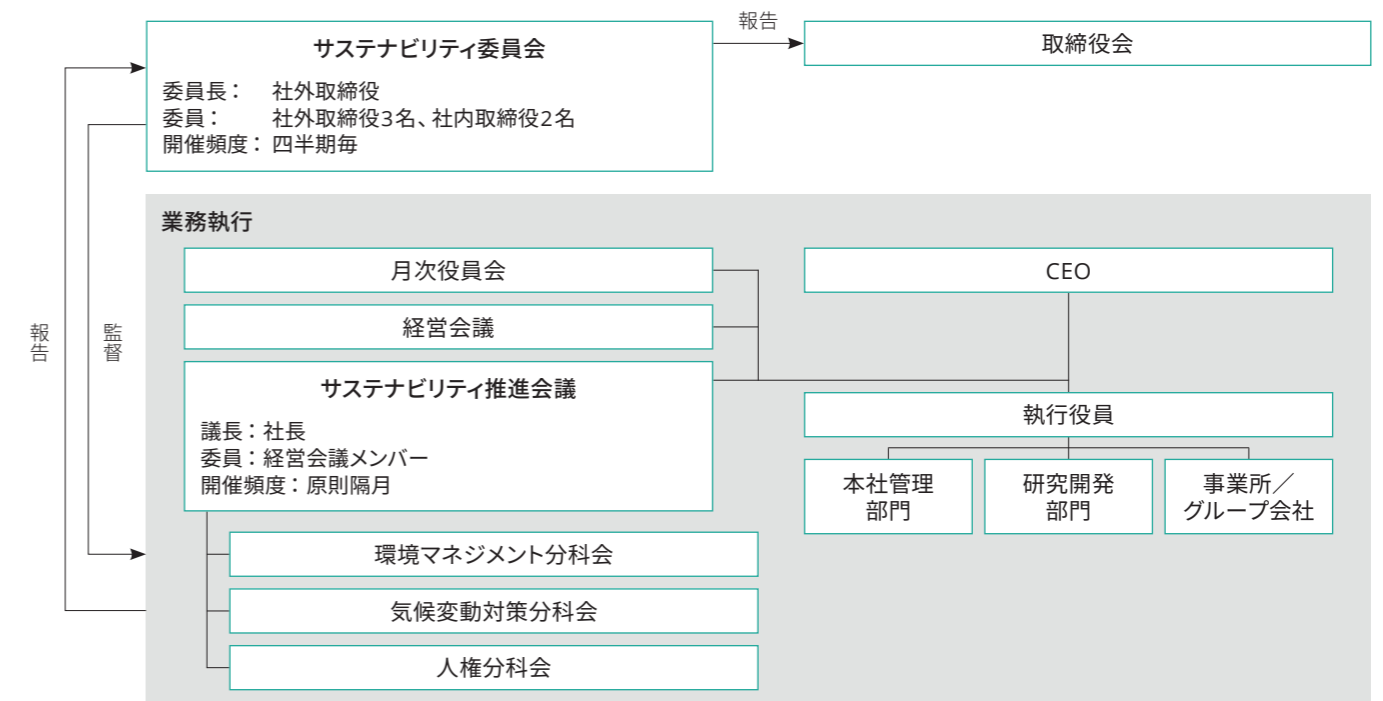 報告
サステナビリティ委員会
委員長： 社外取締役
委員： 社外取締役3名、社内取締役2名
開催頻度：四半期毎
取締役会
報告
監督
業務執行
月次役員会
経営会議
サステナビリティ推進会議
議長：社長
委員：経営会議メンバー
開催頻度：原則隔月
環境マネジメント分科会
気候変動対策分科会
人権分科会
CEO
執行役員
本社管理
部門
研究開発
部門
事業所／
グループ会社